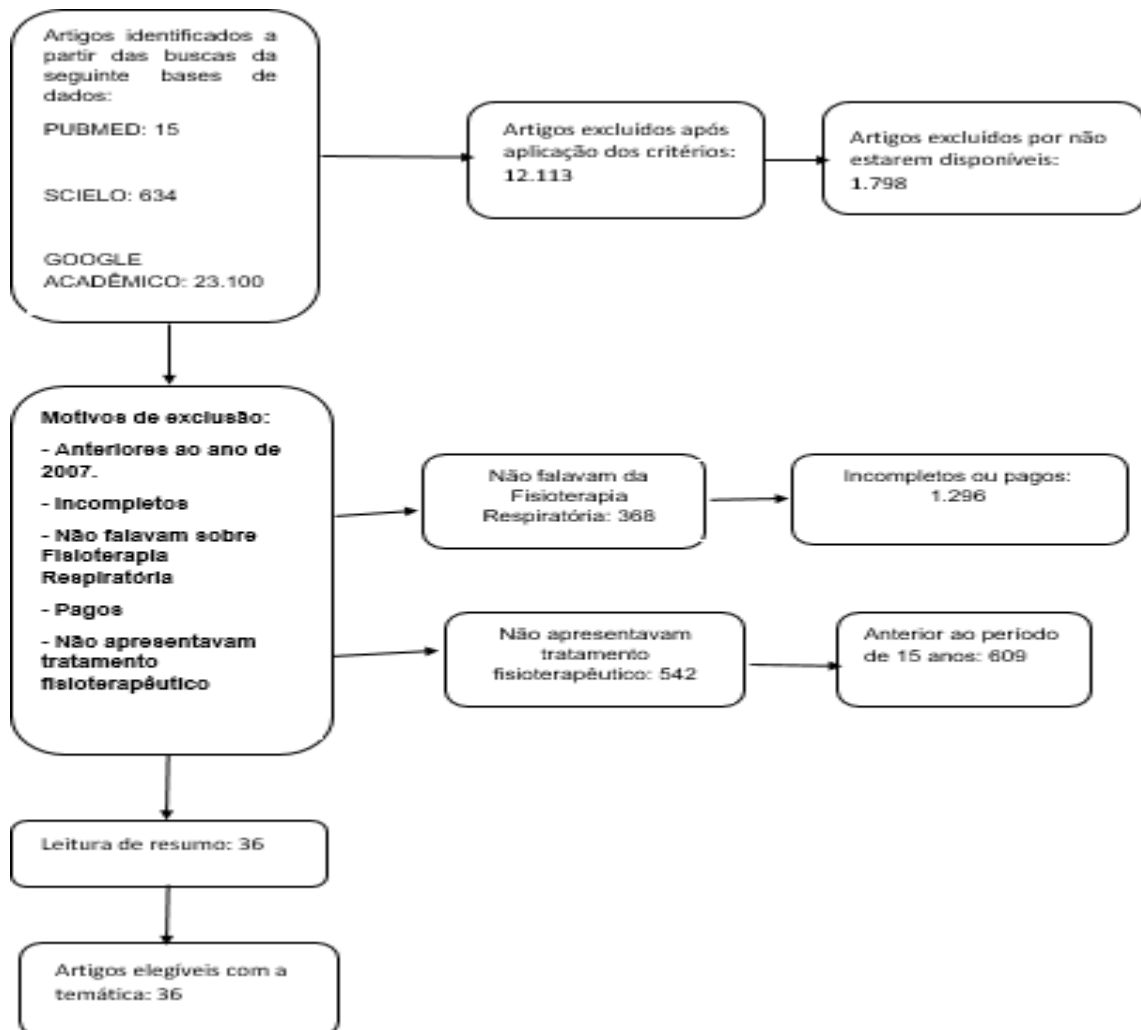 Artigos identificados a
partir das buscas da
seguinte bases de
dados:
PUBMED: 15
SCIELO: 634
GOOGLE
ACADÊMICO: 23.100
Artigos excluídos após
aplicação dos critérios:
12.113
Artigos excluídos por não
estarem disponíveis:
1.798
Motivos de exclusão:
- Anteriores ao ano de
2007.
- Incompletos
- Não falavam sobre
Fisioterapia
Respiratória
- Pagos
- Não apresentavam
tratamento
fisioterapêutico
Não falavam da
Fisioterapia
Respiratória: 368
Incompletos ou pagos:
1.296
Não apresentavam
tratamento
fisioterapêutico: 542
Anterior ao período
de 15 anos: 609
Leitura de resumo: 36
Artigos elegíveis com a
temática: 36